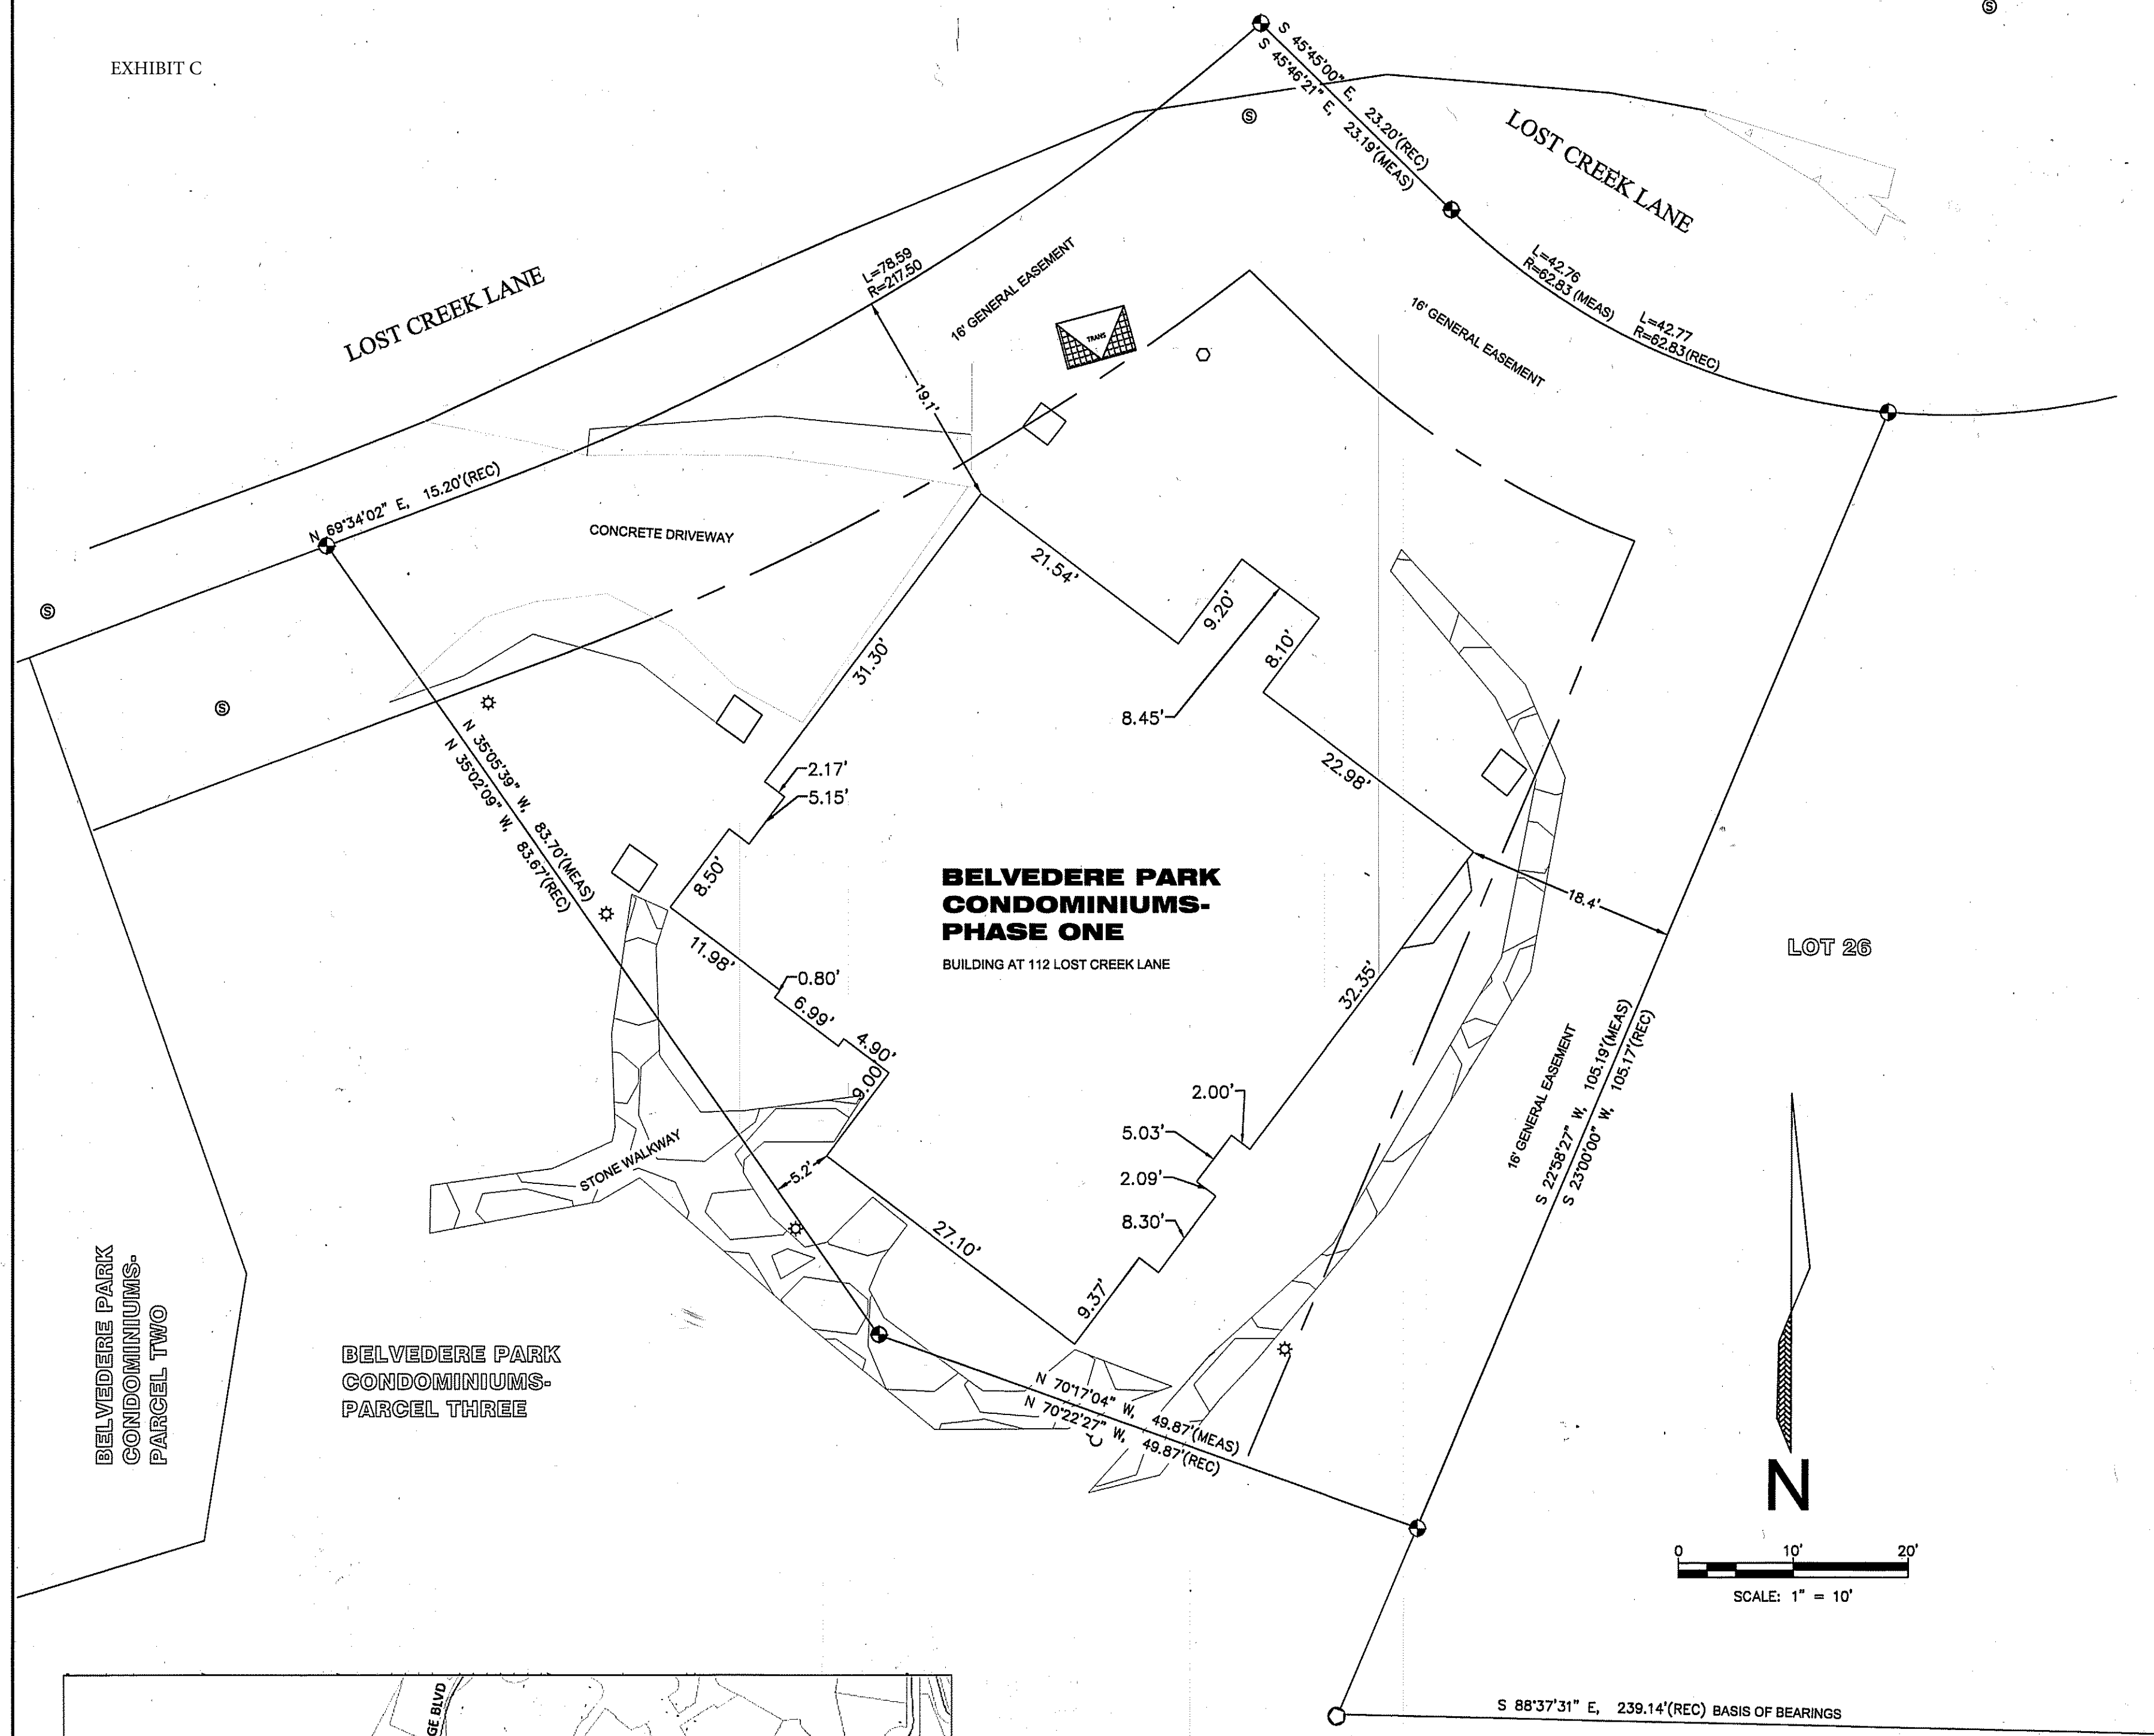 EXHIBIT C
S 45°45'00" E, 23.20'(REC)
S 45°46'21" E, 23.19'(MEAS)
LOST CREEK LANE
LOST CREEK LANE
L=78.59
R=217.50
16' GENERAL EASEMENT
TRANS
16' GENERAL EASEMENT
L=42.76
R=62.83 (MEAS)
L=42.77
R=62.83(REC)
19.1'
N 69°34'02" E, 15.20'(REC)
CONCRETE DRIVEWAY
21.54'
9.20'
8.10'
8.45'
31.30'
22.98'
2.17'
5.15'
8.50'
N 35°05'39" W, 83.70'(MEAS)
N 35°02'09" W, 83.67'(REC)
BELVEDERE PARK
CONDOMINIUMS-
PHASE ONE
BUILDING AT 112 LOST CREEK LANE
18.4'
LOT 26
11.98'
0.80'
6.99'
4.90'
9.00'
32.35'
2.00'
5.03'
2.09'
8.30'
9.37'
27.10'
5.2'
STONE WALKWAY
16' GENERAL EASEMENT
S 22°58'27" W, 105.19'(MEAS)
S 23°00'00" W, 105.17'(REC)
BELVEDERE PARK
CONDOMINIUMS-
PARCEL TWO
BELVEDERE PARK
CONDOMINIUMS-
PARCEL THREE
N 70°17'04" W, 49.87'(MEAS)
N 70°22'27" W, 49.87'(REC)
N
0 10' 20'
SCALE: 1" = 10'
S 88°37'31" E, 239.14'(REC) BASIS OF BEARINGS
GE BLVD
S
S
S
S